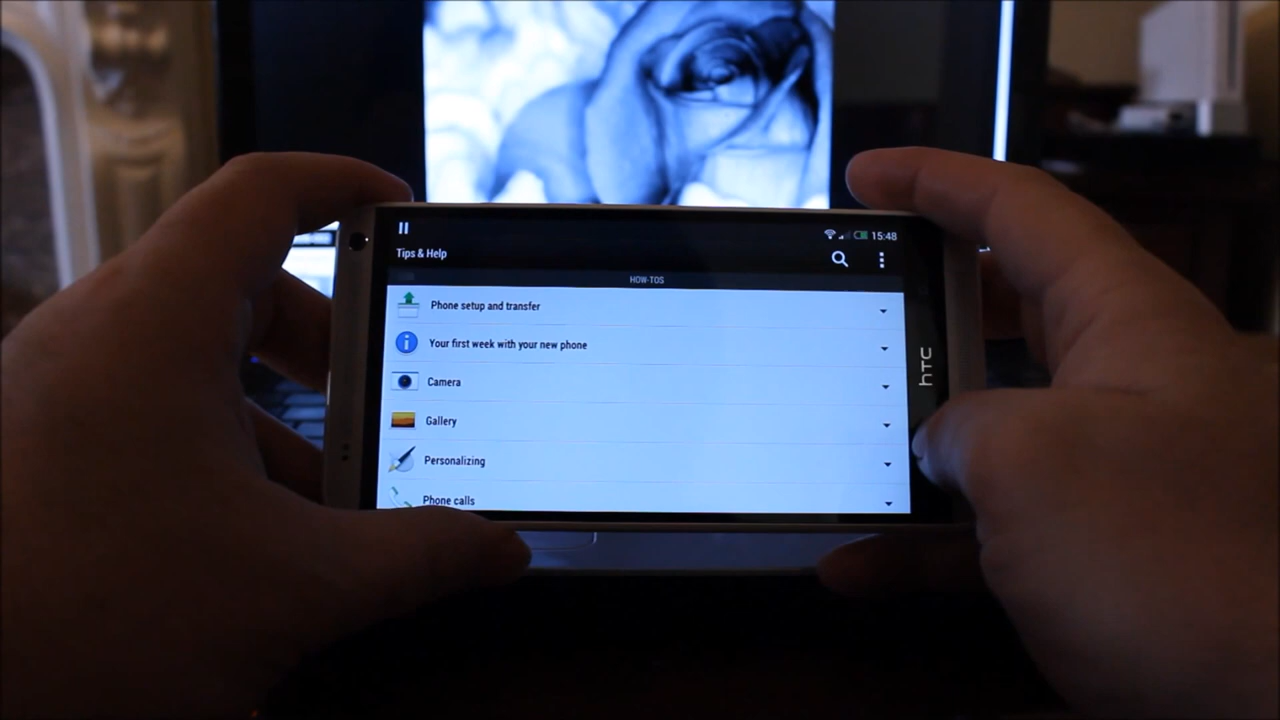 15:48
Tips & Help
HOW-TOS
Phone setup and transfer
Your first week with your new phone
Camera
Gallery
Personalizing
Phone calls
hTC